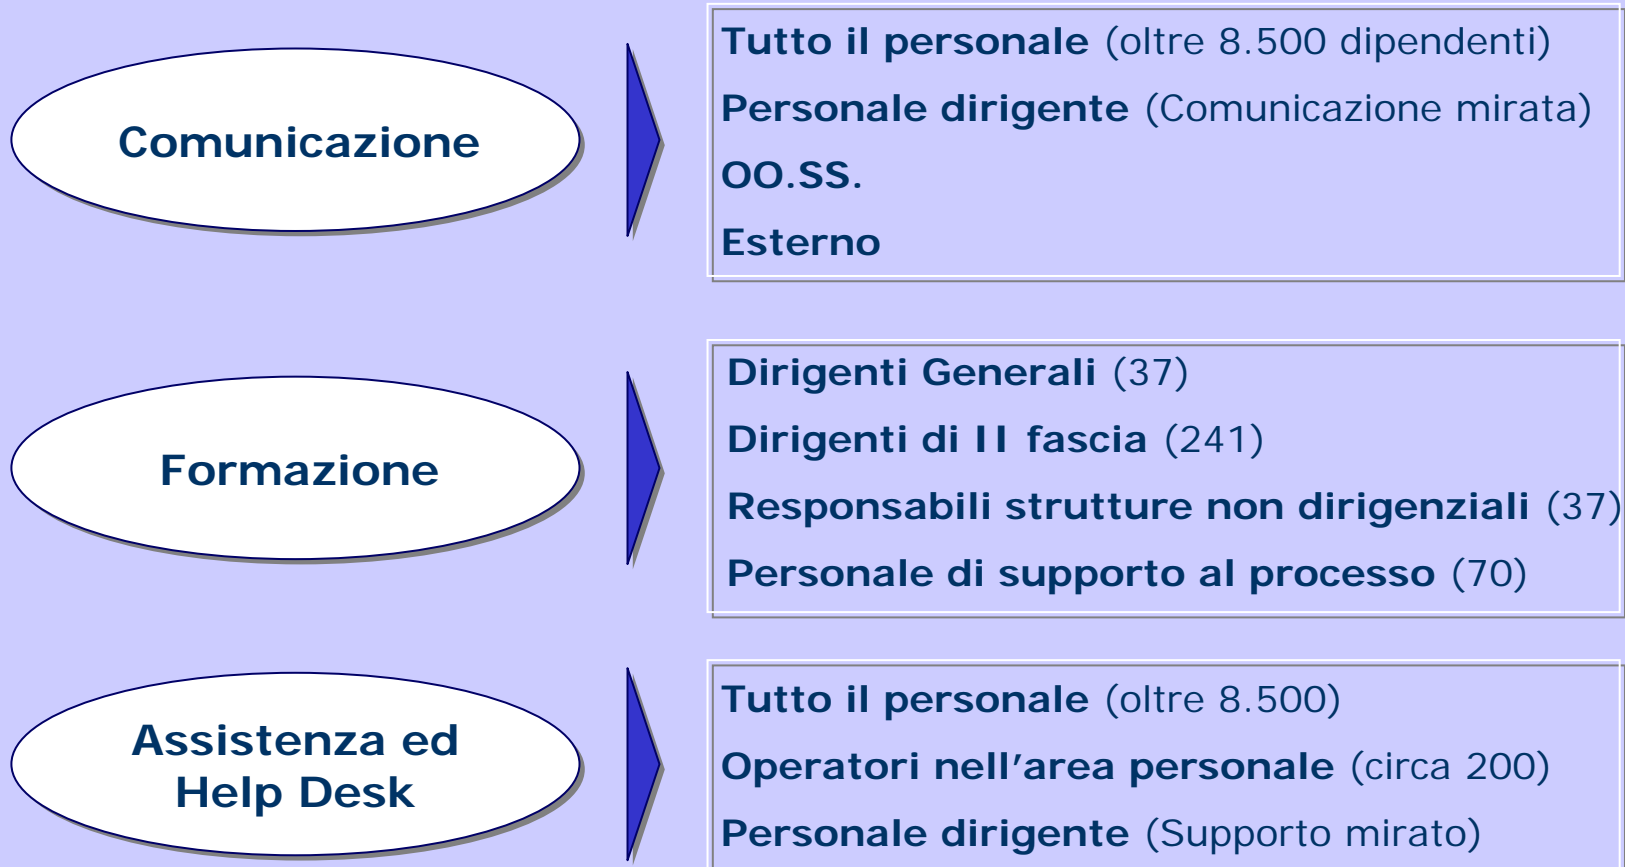 Comunicazione
Tutto il personale (oltre 8.500 dipendenti)
Personale dirigente (Comunicazione mirata)
OO.SS.
Esterno
Formazione
Dirigenti Generali (37)
Dirigenti di II fascia (241)
Responsabili strutture non dirigenziali (37)
Personale di supporto al processo (70)
Assistenza ed
Help Desk
Tutto il personale (oltre 8.500)
Operatori nell’area personale (circa 200)
Personale dirigente (Supporto mirato)